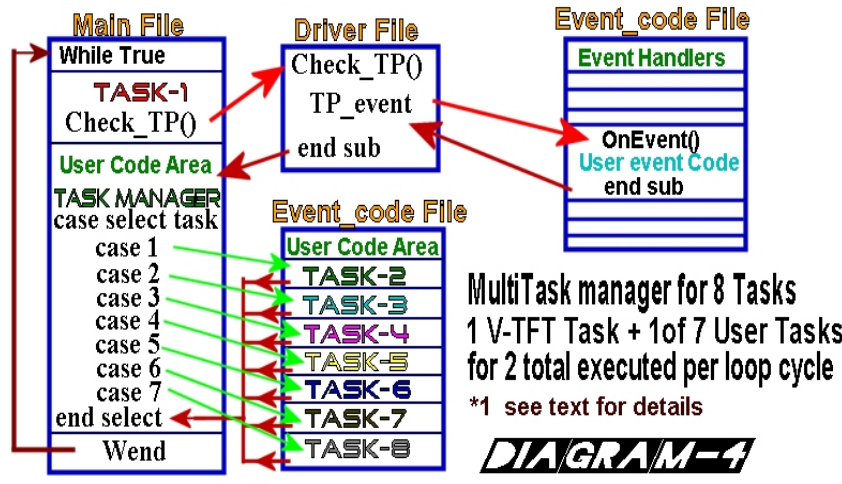 Main File
While True
TASK-1
Check_TP()
User Code Area
TASK MANAGER
case select task
case 1
case 2
case 3
case 4
case 5
case 6
case 7
end select
Wend
Driver File
Check_TP()
TP_event
end sub
Event_code File
Event Handlers
OnEvent()
User event Code
end sub
Event_code File
User Code Area
TASK-2
TASK-3
TASK-4
TASK-5
TASK-6
TASK-7
TASK-8
MultiTask manager for 8 Tasks
1 V-TFT Task + 1of 7 User Tasks
for 2 total executed per loop cycle
*1 see text for details
DIAGRAM-4